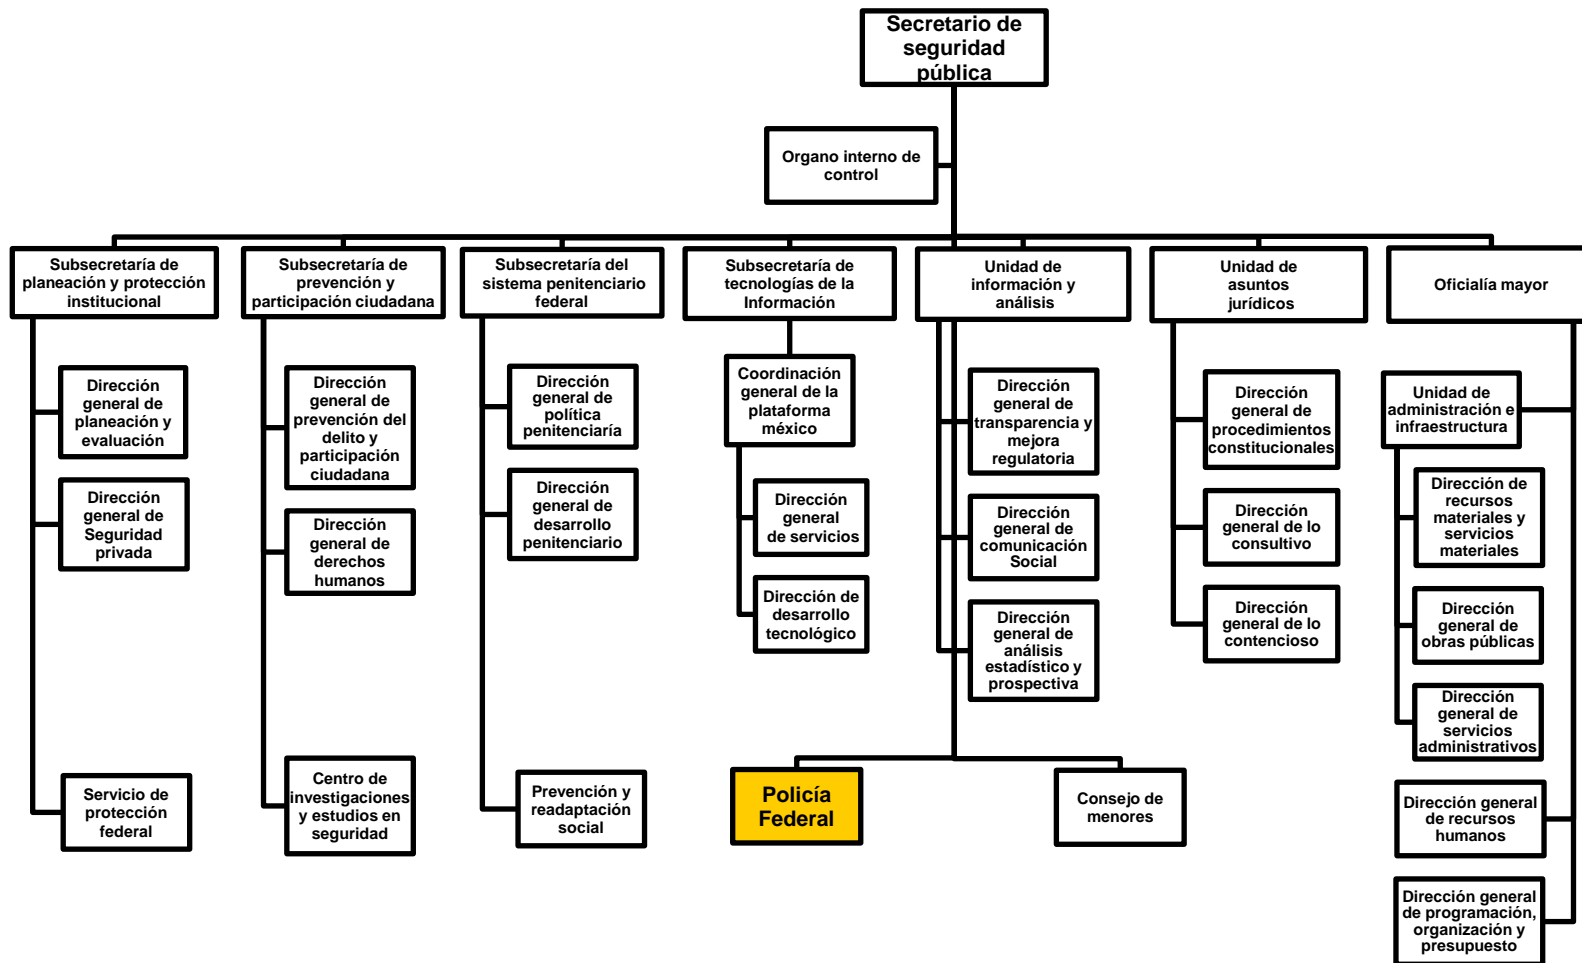 Secretario de
seguridad
pública
Organo interno de
control
Subsecretaría de
planeación y protección
institucional
Subsecretaría de
prevención y
participación ciudadana
Subsecretaría del
sistema penitenciario
federal
Subsecretaría de
tecnologías de la
Información
Unidad de
información y
análisis
Unidad de
asuntos
jurídicos
Oficialía mayor
Dirección
general de
planeación y
evaluación
Dirección
general de
Seguridad
privada
Servicio de
protección
federal
Dirección
general de
prevención del
delito y
participación
ciudadana
Dirección
general de
derechos
humanos
Centro de
investigaciones
y estudios en
seguridad
Dirección
general de
política
penitenciaría
Dirección
general de
desarrollo
penitenciario
Prevención y
readaptación
social
Coordinación
general de la
plataforma
méxico
Dirección
general
de servicios
Dirección de
desarrollo
tecnológico
Dirección
general de
transparencia y
mejora
regulatoria
Dirección
general de
comunicación
Social
Dirección
general de
análisis
estadístico y
prospectiva
Dirección
general de
procedimientos
constitucionales
Dirección
general de lo
consultivo
Dirección
general de lo
contencioso
Unidad de
administración e
infraestructura
Dirección de
recursos
materiales y
servicios
materiales
Dirección
general de
obras públicas
Dirección
general de
servicios
administrativos
Dirección general
de recursos
humanos
Dirección general
de programación,
organización y
presupuesto
Policía
Federal
Consejo de
menores